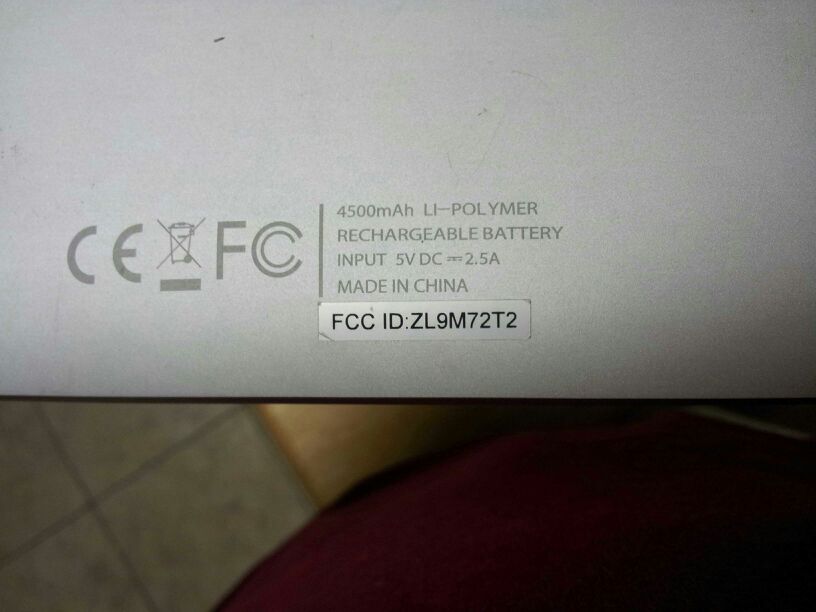 CE FC
4500mAh LI-POLYMER
RECHARGEABLE BATTERY
INPUT 5V DC ⎓ 2.5A
MADE IN CHINA
FCC ID:ZL9M72T2